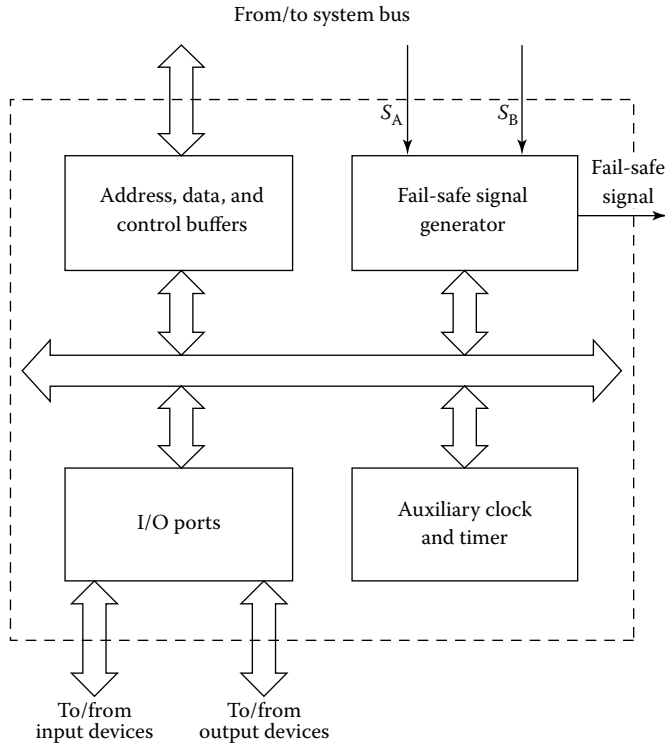 From/to system bus
S_A
S_B
Fail-safe
signal
Address, data, and
control buffers
Fail-safe signal
generator
I/O ports
Auxiliary clock
and timer
To/from
input devices
To/from
output devices